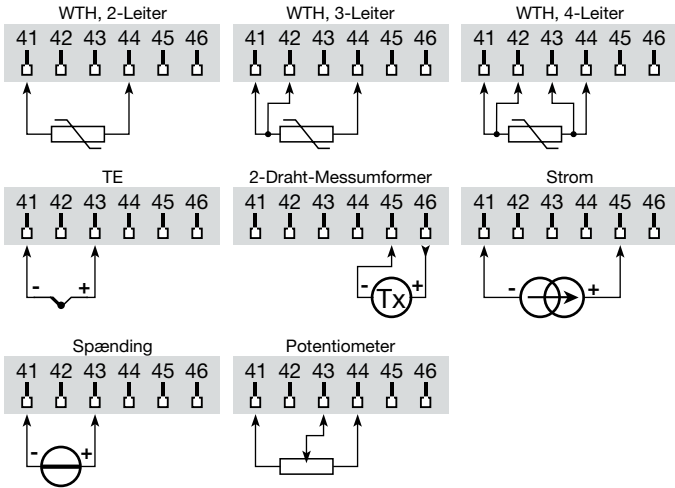 WTH, 2-Leiter WTH, 3-Leiter WTH, 4-Leiter
41 42 43 44 45 46 41 42 43 44 45 46 41 42 43 44 45 46
TE 2-Draht-Messumformer Strom
41 42 43 44 45 46 41 42 43 44 45 46 41 42 43 44 45 46
- + - Tx + - +
Spænding Potentiometer
41 42 43 44 45 46 41 42 43 44 45 46
- +